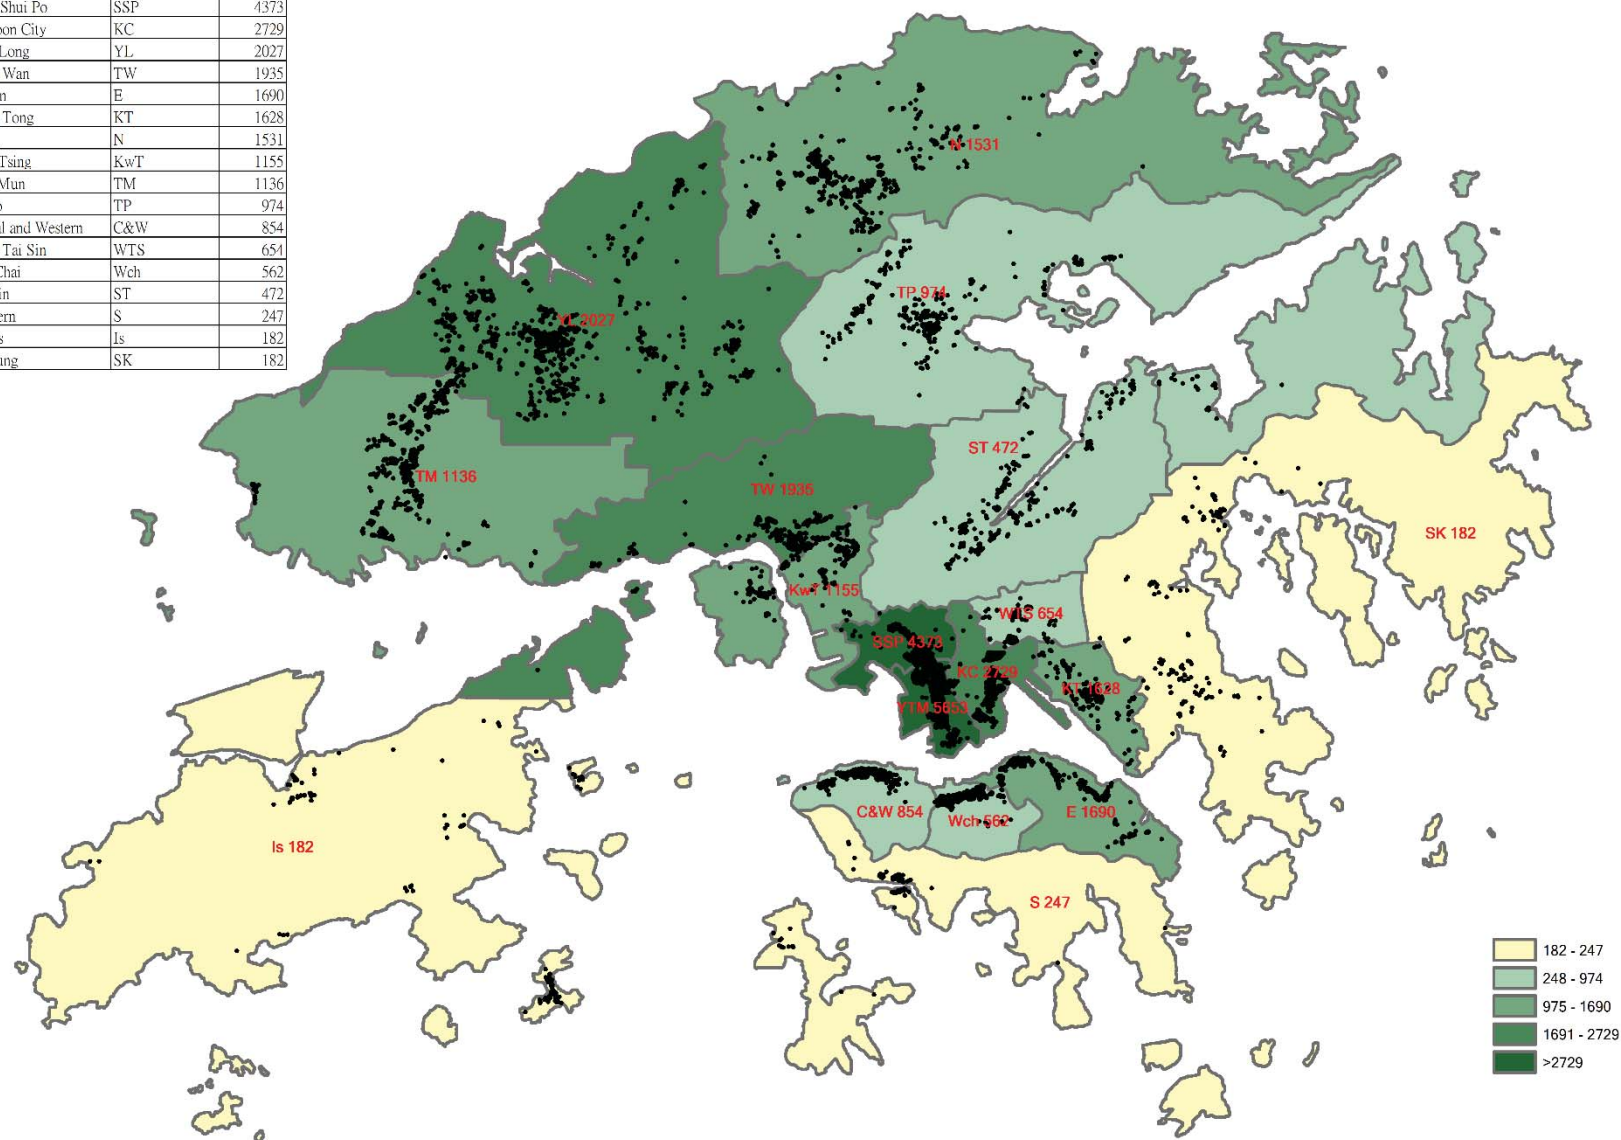 Shui Po SSP 4373
on City KC 2729
Long YL 2027
Wan TW 1935
n E 1690
Tong KT 1628
N 1531
Tsing KwT 1155
Mun TM 1136
TP 974
l and Western C&W 854
Tai Sin WTS 654
Chai Wch 562
in ST 472
ern S 247
s Is 182
ung SK 182
N 1531
TP 974
YL 2027
ST 472
TM 1136
TW 1935
SK 182
KwT 1155
WTS 654
SSP 4373
KC 2729
KT 1628
YTM 5653
C&W 854
Wch 562
E 1690
Is 182
S 247
182 - 247
248 - 974
975 - 1690
1691 - 2729
>2729